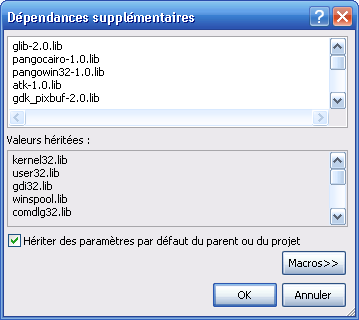 Dépendances supplémentaires
glib-2.0.lib
pangocairo-1.0.lib
pangowin32-1.0.lib
atk-1.0.lib
gdk_pixbuf-2.0.lib
Valeurs héritées :
kernel32.lib
user32.lib
gdi32.lib
winspool.lib
comdlg32.lib
Hériter des paramètres par défaut du parent ou du projet
Macros>>
OK
Annuler